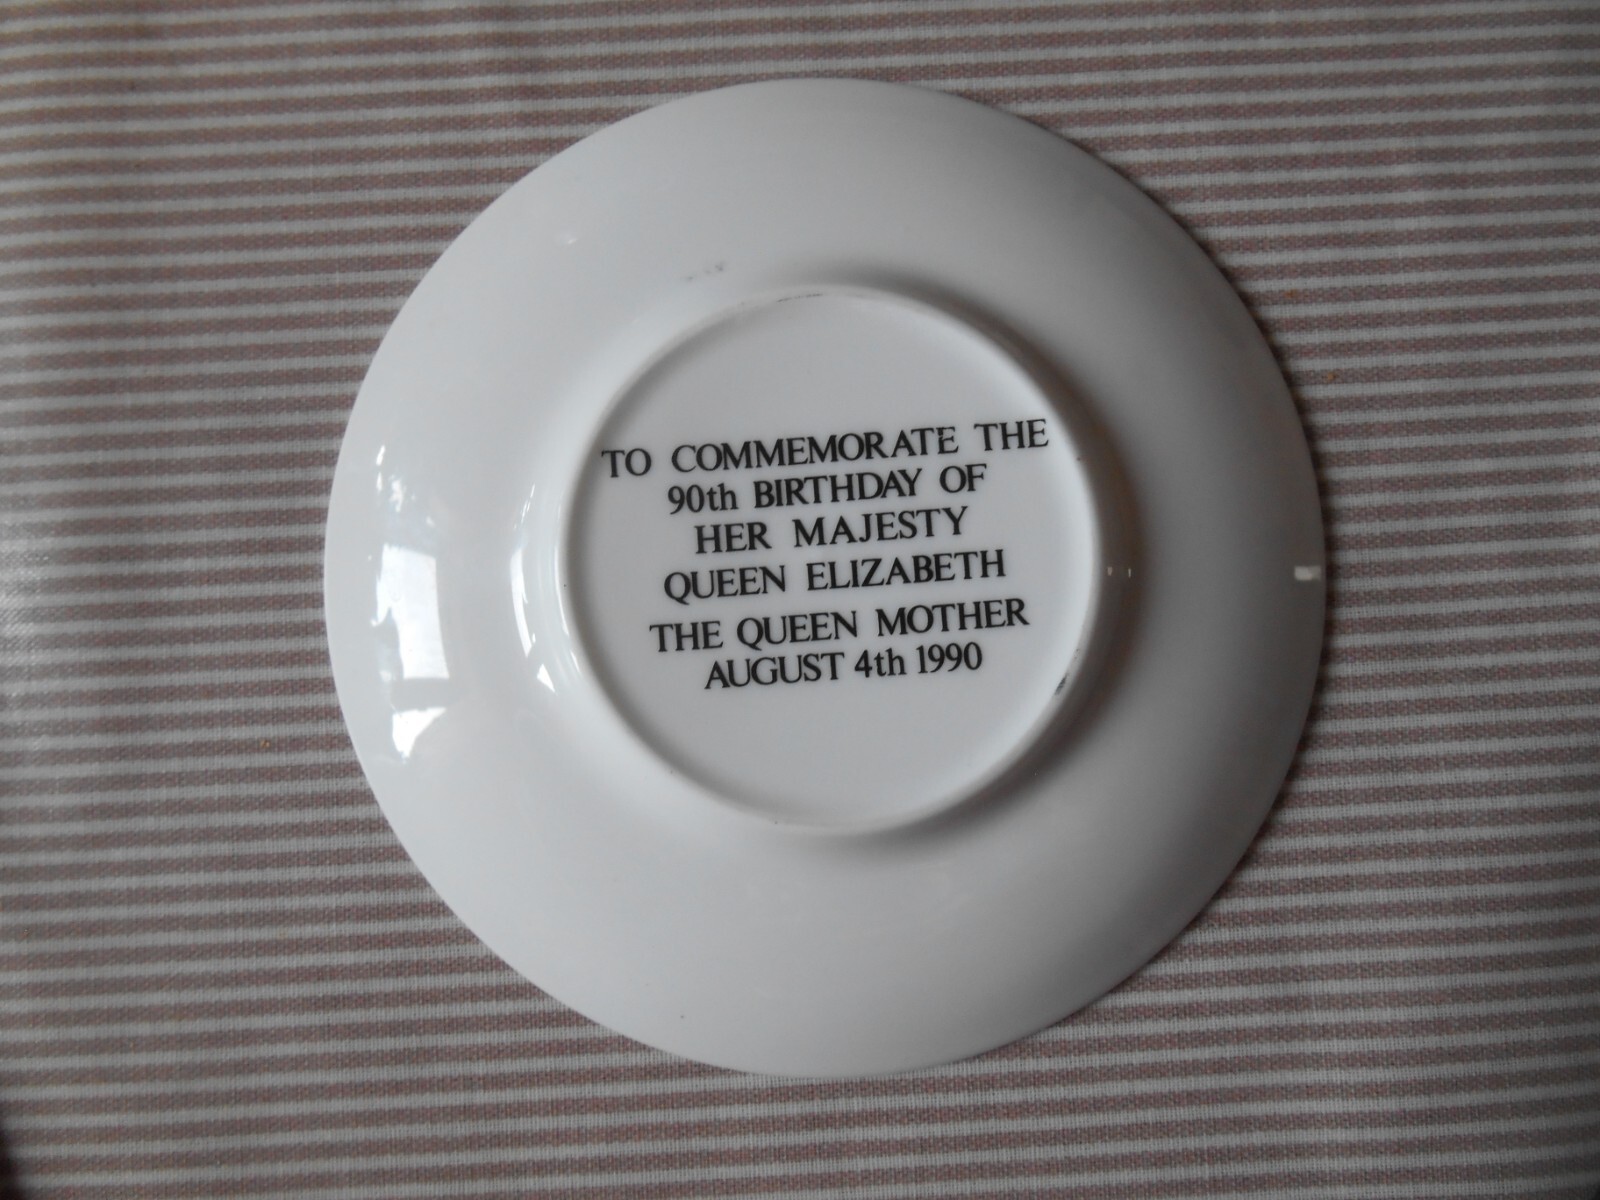 TO COMMEMORATE THE
90th BIRTHDAY OF
HER MAJESTY
QUEEN ELIZABETH
THE QUEEN MOTHER
AUGUST 4th 1990